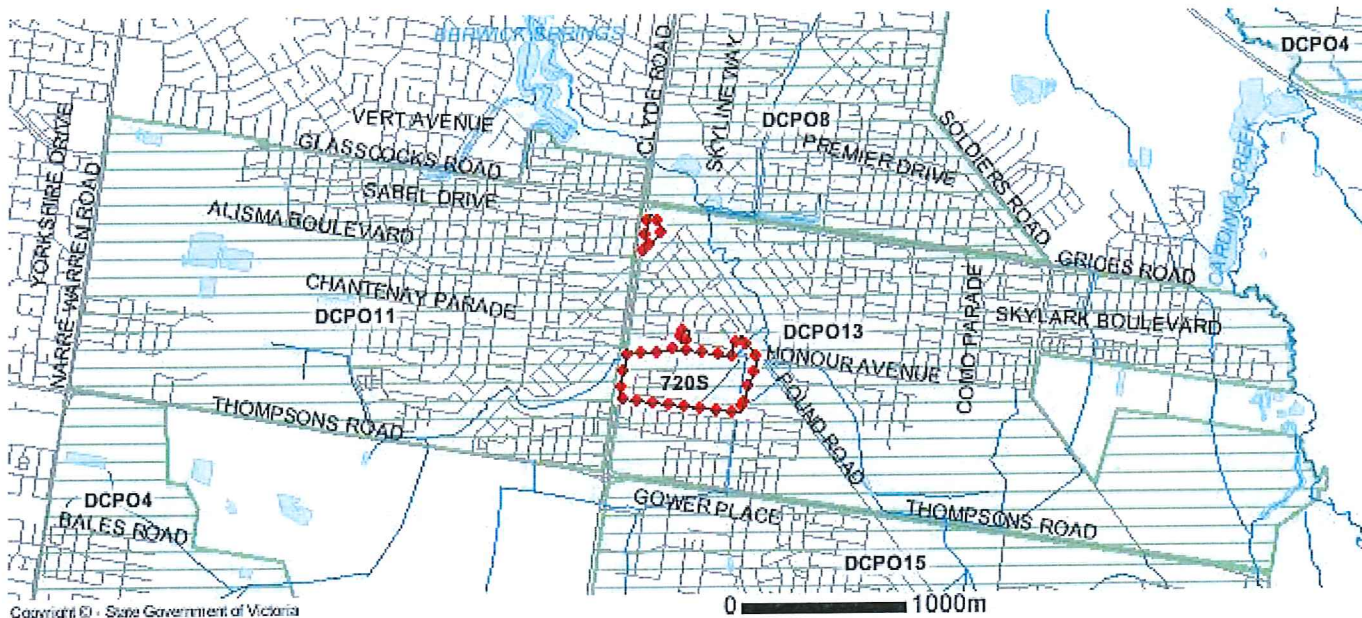 BERWICK SPRINGS
CLYDE ROAD
SKYLINE WAY
DCPO4
YORKSHIRE DRIVE
NARRE WARREN ROAD
VERT AVENUE
DCPO8
PREMIER DRIVE
SOLDIERS ROAD
GLASSCOCKS ROAD
SABEL DRIVE
ALISMA BOULEVARD
CARDINIA CREEK
GRICES ROAD
CHANTENAY PARADE
DCPO11
DCPO13
COMO PARADE
SKYLARK BOULEVARD
HONOUR AVENUE
720S
POUND ROAD
THOMPSONS ROAD
DCPO4
BALES ROAD
GOWER PLACE
THOMPSONS ROAD
DCPO15
Copyright © - State Government of Victoria
0 1000m